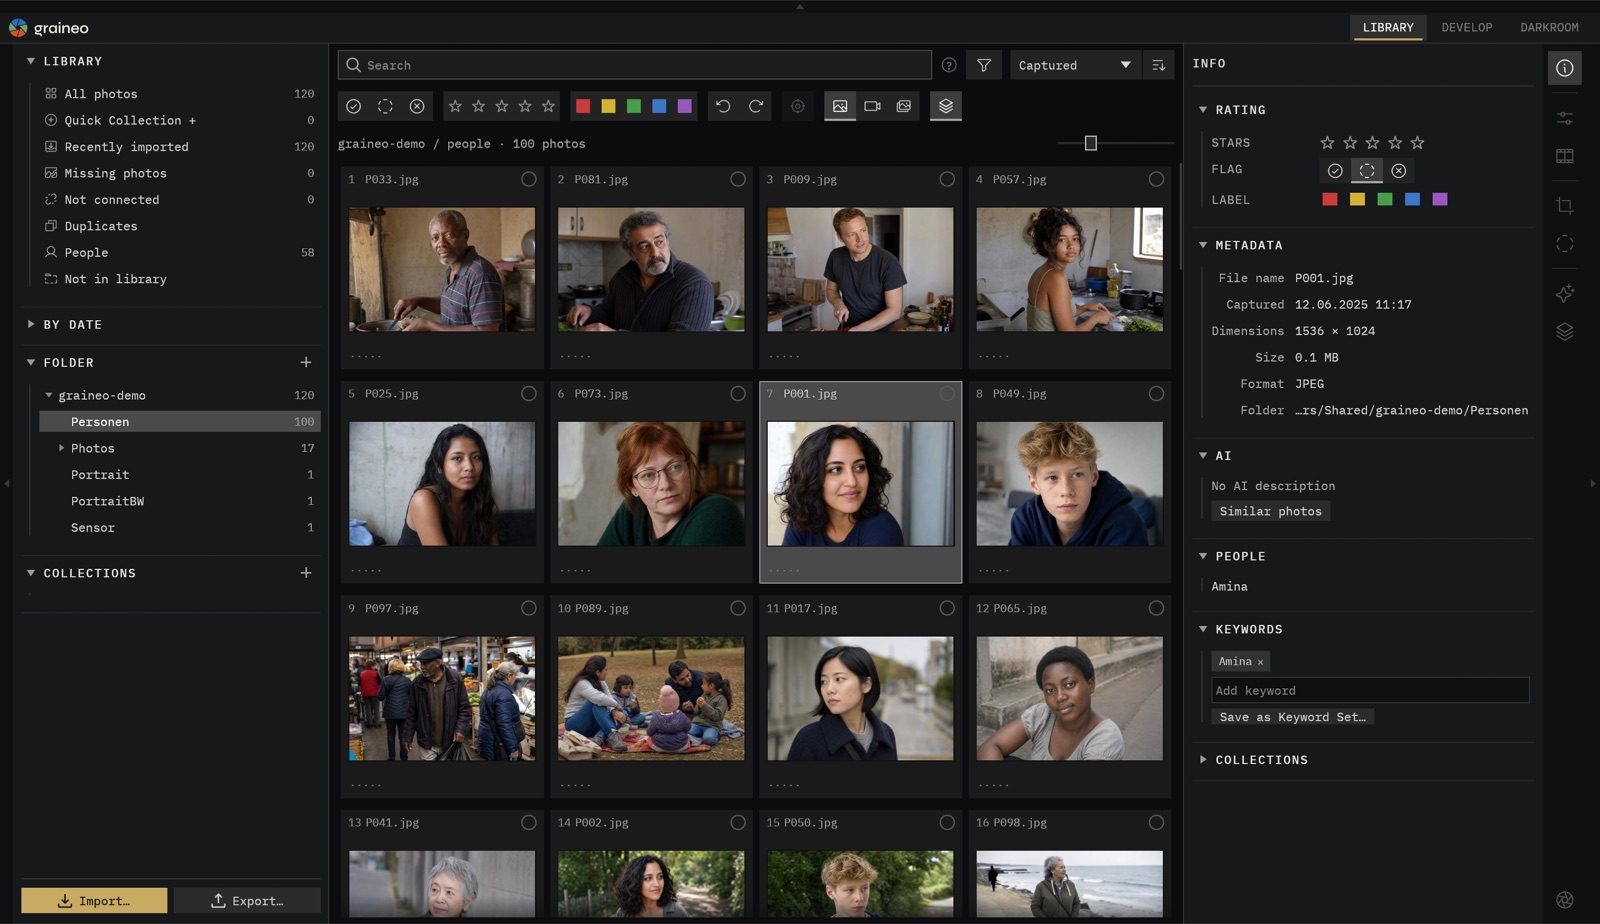 graineo
LIBRARY DEVELOP DARKROOM
LIBRARY
All photos 120
Quick Collection + 0
Recently imported 120
Missing photos 0
Not connected 0
Duplicates
People 58
Not in library
BY DATE
FOLDER +
graineo-demo 120
Personen 100
Photos 17
Portrait 1
PortraitBW 1
Sensor 1
COLLECTIONS +
Import…
Export…
Search
?
Captured
graineo-demo / people · 100 photos
1 P033.jpg
2 P081.jpg
3 P009.jpg
4 P057.jpg
5 P025.jpg
6 P073.jpg
7 P001.jpg
8 P049.jpg
9 P097.jpg
10 P089.jpg
11 P017.jpg
12 P065.jpg
13 P041.jpg
14 P002.jpg
15 P050.jpg
16 P098.jpg
INFO
RATING
STARS
FLAG
LABEL
METADATA
File name P001.jpg
Captured 12.06.2025 11:17
Dimensions 1536 × 1024
Size 0.1 MB
Format JPEG
Folder …rs/Shared/graineo-demo/Personen
AI
No AI description
Similar photos
PEOPLE
Amina
KEYWORDS
Amina ×
Add keyword
Save as Keyword Set…
COLLECTIONS